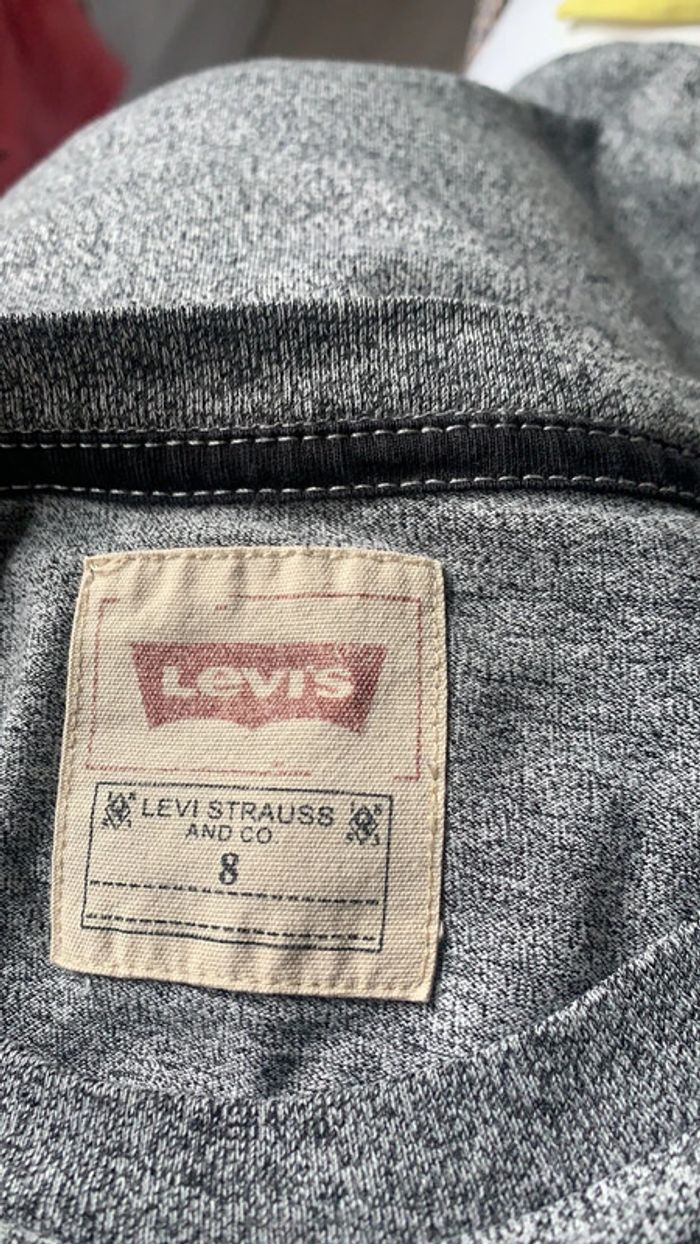 Levi's
LEVI STRAUSS
AND CO
8